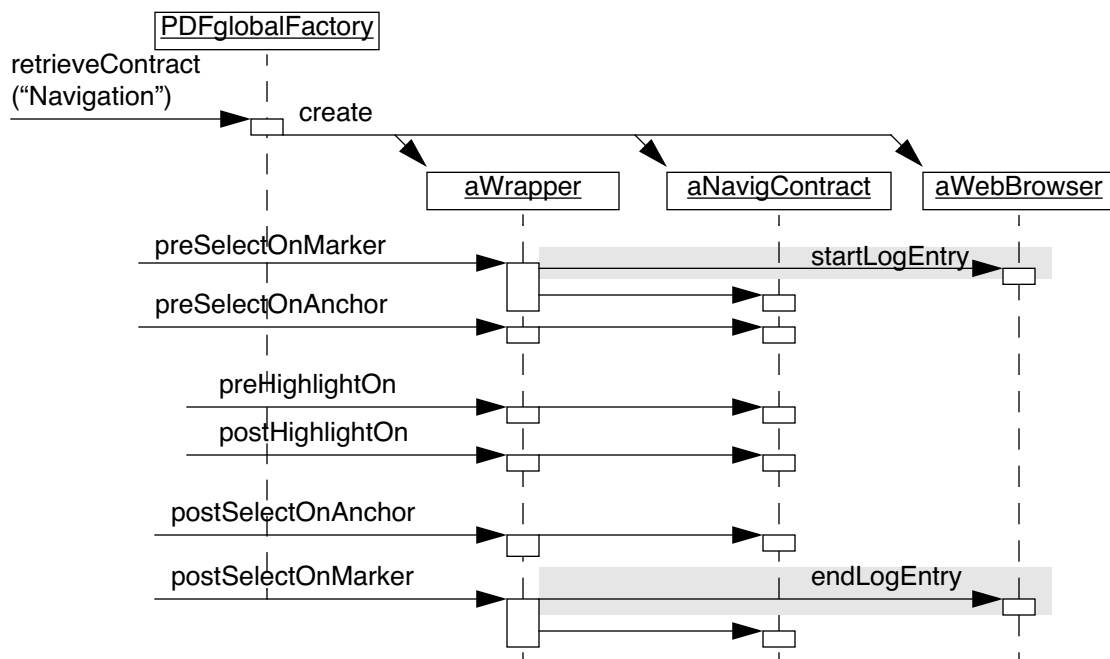 PDFglobalFactory
retrieveContract
(“Navigation”)
create
aWrapper
aNavigContract
aWebBrowser
preSelectOnMarker
startLogEntry
preSelectOnAnchor
preHighlightOn
postHighlightOn
postSelectOnAnchor
postSelectOnMarker
endLogEntry